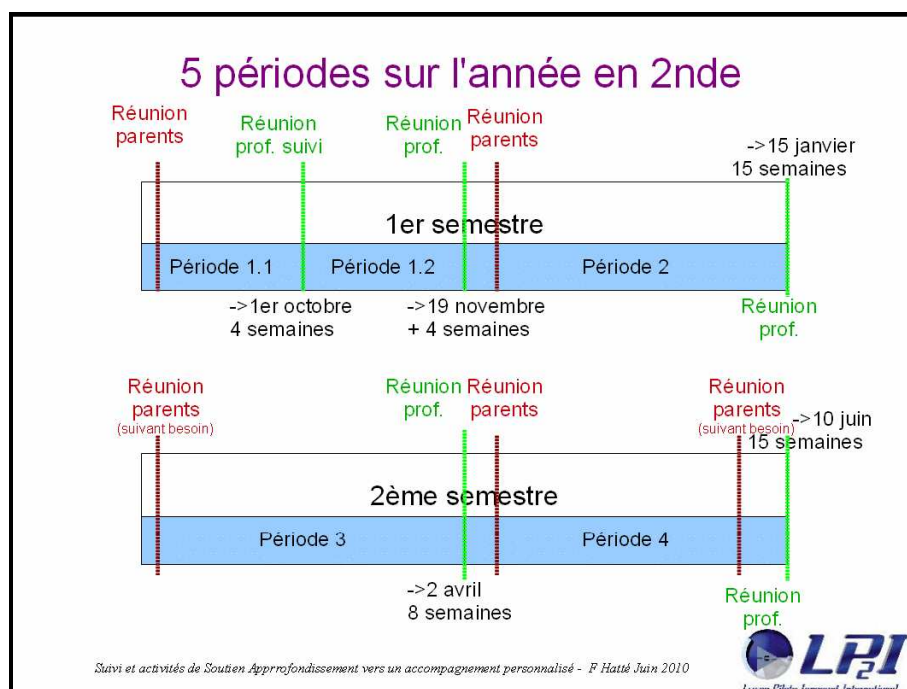 5 périodes sur l'année en 2nde
Réunion
parents
Réunion
prof. suivi
Réunion
prof.
Réunion
parents
->15 janvier
15 semaines
1er semestre
Période 1.1
Période 1.2
Période 2
->1er octobre
4 semaines
->19 novembre
+ 4 semaines
Réunion
prof.
Réunion
parents
(suivant besoin)
Réunion
prof.
Réunion
parents
Réunion
parents
(suivant besoin)
->10 juin
15 semaines
2ème semestre
Période 3
Période 4
->2 avril
8 semaines
Réunion
prof.
Suivi et activités de Soutien Apprrofondissement vers un accompagnement personnalisé - F Hatté Juin 2010
LP2I
Lycée Pilote Innovant International